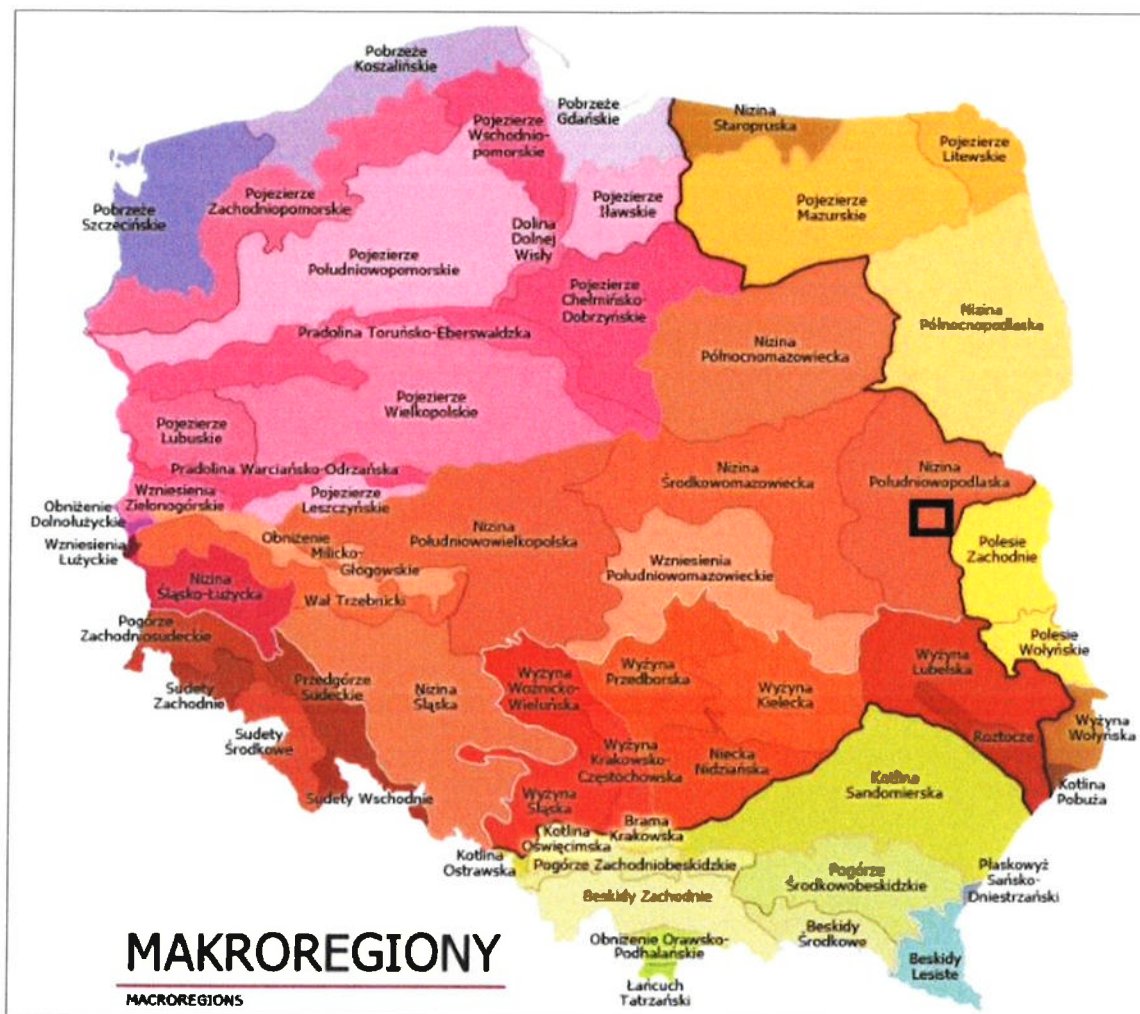 Pobrzeże
Koszalińskie
Pobrzeże
Gdańskie
Nizina
Staropruska
Pojezierze
Wschodnio-
pomorskie
Pojezierze
Litewskie
Pobrzeże
Szczecińskie
Pojezierze
Zachodniopomorskie
Pojezierze
Iławskie
Pojezierze
Mazurskie
Dolina
Dolnej
Wisły
Pojezierze
Południowopomorskie
Pojezierze
Chełmińsko-
Dobrzyńskie
Nizina
Północnopodlaska
Pradolina Toruńsko-Eberswaldzka
Nizina
Północnomazowiecka
Pojezierze
Wielkopolskie
Pojezierze
Lubuskie
Pradolina Warciańsko-Odrzańska
Nizina
Środkowomazowiecka
Nizina
Południowopodlaska
Wzniesienia
Zielonogórskie
Pojezierze
Leszczyńskie
Obniżenie
Dolnołużyckie
Wzniesienia
Łużyckie
Obniżenie
Milicko-
Głogowskie
Nizina
Południowowielkopolska
Wzniesienia
Południowomazowieckie
Polesie
Zachodnie
Nizina
Śląsko-Łużycka
Wał Trzebnicki
Pogórze
Zachodniosudeckie
Polesie
Wołyńskie
Sudety
Zachodnie
Przedgórze
Sudeckie
Nizina
Śląska
Wyżyna
Woźnicko-
Wieluńska
Wyżyna
Przedborska
Wyżyna
Kielecka
Wyżyna
Lubelska
Sudety
Środkowe
Wyżyna
Krakowsko-
Częstochowska
Niecka
Nidziańska
Roztocze
Wyżyna
Wołyńska
Sudety Wschodnie
Wyżyna
Śląska
Kotlina
Sandomierska
Kotlina
Pobuża
Kotlina
Ostrawska
Kotlina
Oświęcimska
Brama
Krakowska
Pogórze Zachodniobeskidzkie
Pogórze
Środkowobeskidzkie
Płaskowyż
Sańsko-
Dniestrzański
Beskidy Zachodnie
Beskidy
Środkowe
Obniżenie Orawsko-
Podhalańskie
Beskidy
Lesiste
Łańcuch
Tatrzański
MAKROREGIONY
MACROREGIONS